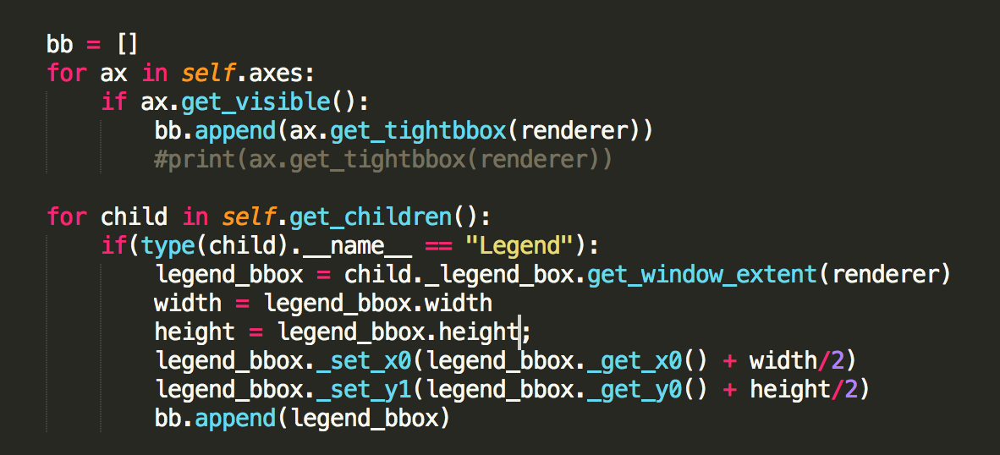 bb = []
for ax in self.axes:
    if ax.get_visible():
        bb.append(ax.get_tightbbox(renderer))
        #print(ax.get_tightbbox(renderer))

for child in self.get_children():
    if(type(child).__name__ == "Legend"):
        legend_bbox = child._legend_box.get_window_extent(renderer)
        width = legend_bbox.width
        height = legend_bbox.height;
        legend_bbox._set_x0(legend_bbox._get_x0() + width/2)
        legend_bbox._set_y1(legend_bbox._get_y0() + height/2)
        bb.append(legend_bbox)